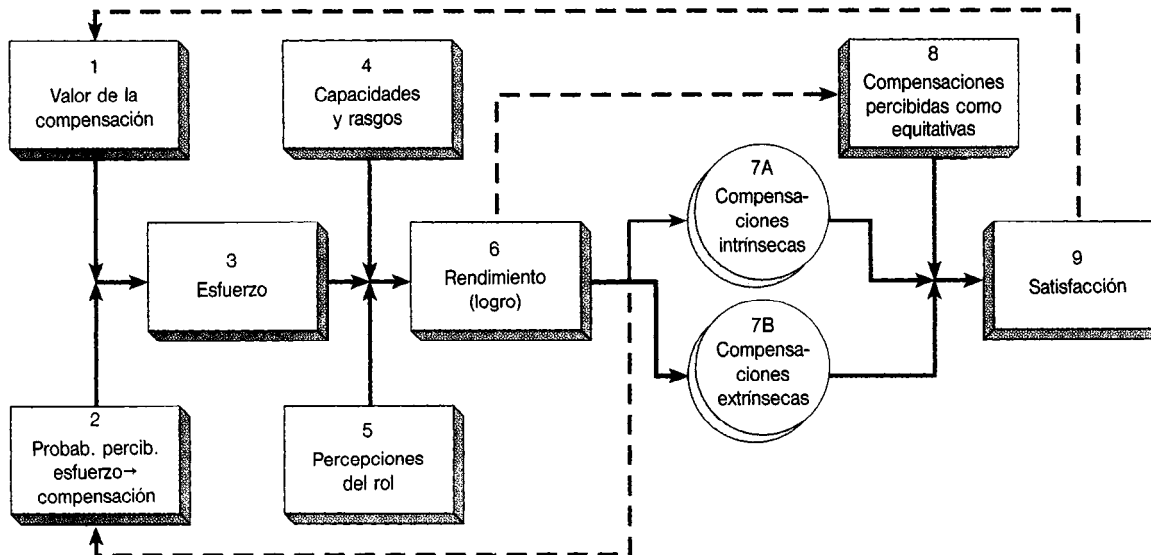 1
Valor de la
compensación
4
Capacidades
y rasgos
8
Compensaciones
percibidas como
equitativas
7A
Compensa-
ciones
intrínsecas
3
Esfuerzo
6
Rendimiento
(logro)
9
Satisfacción
7B
Compensa-
ciones
extrínsecas
2
Probab. percib.
esfuerzo→
compensación
5
Percepciones
del rol